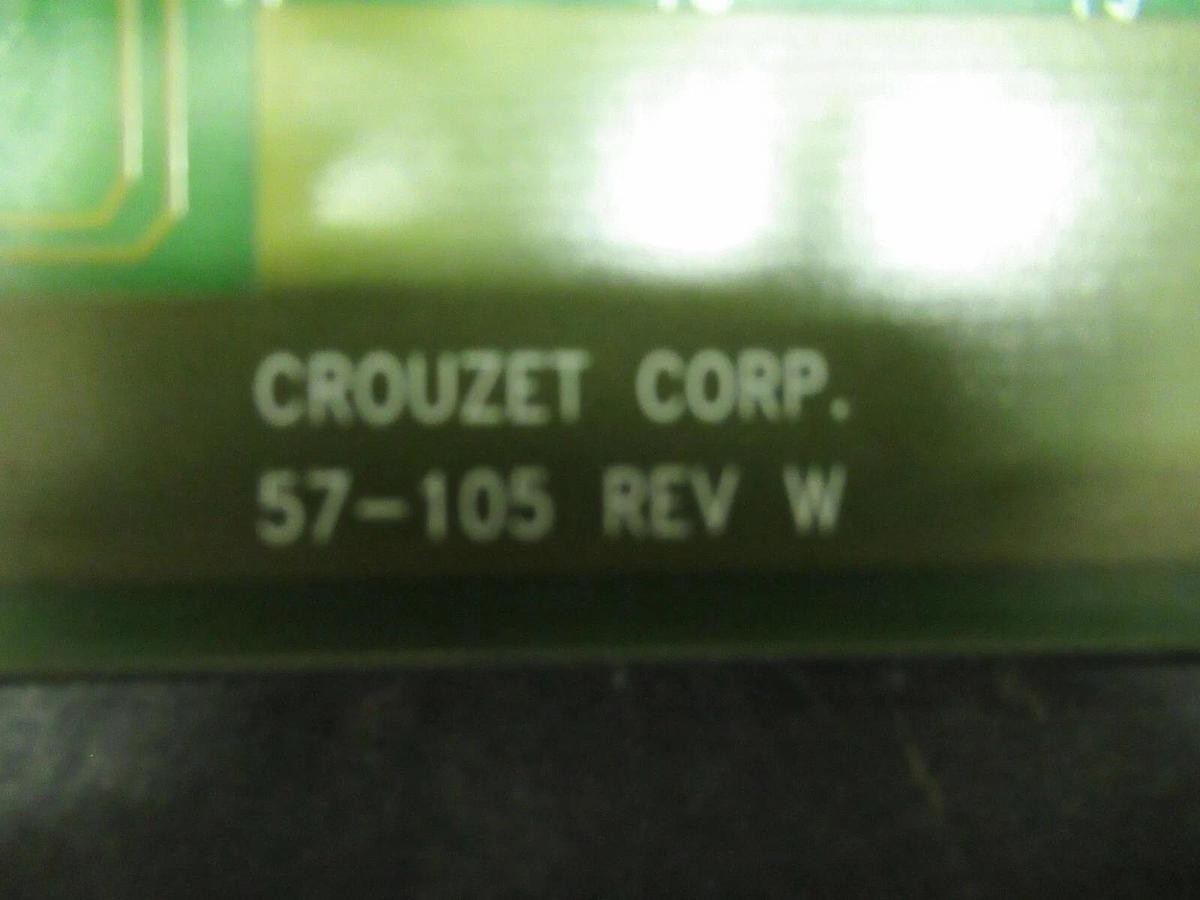 CROUZET CORP.
57-105 REV W